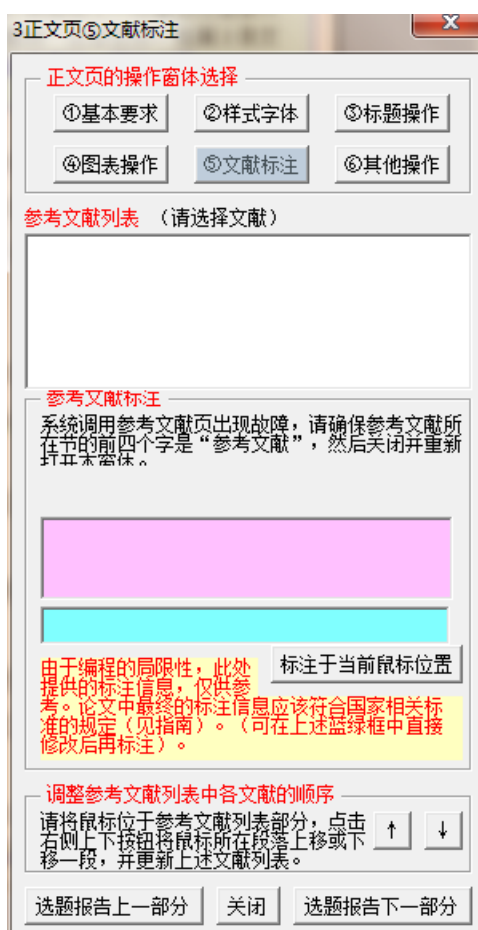 3正文页⑤文献标注
正文页的操作窗体选择
①基本要求 ②样式字体 ③标题操作
④图表操作 ⑤文献标注 ⑥其他操作
参考文献列表 (请选择文献)
参考文献标注
系统调用参考文献页出现故障，请确保参考文献所
在节的前四个字是“参考文献”，然后关闭并重新
打开本窗体。
标注于当前鼠标位置
由于编程的局限性，此处
提供的标注信息，仅供参
考。论文中最终的标注信息应该符合国家相关标
准的规定（见指南）。（可在上述蓝绿框中直接
修改后再标注）。
调整参考文献列表中各文献的顺序
请将鼠标位于参考文献列表部分，点击
右侧上下按钮将鼠标所在段落上移或下
移一段，并更新上述文献列表。
↑ ↓
选题报告上一部分 关闭 选题报告下一部分